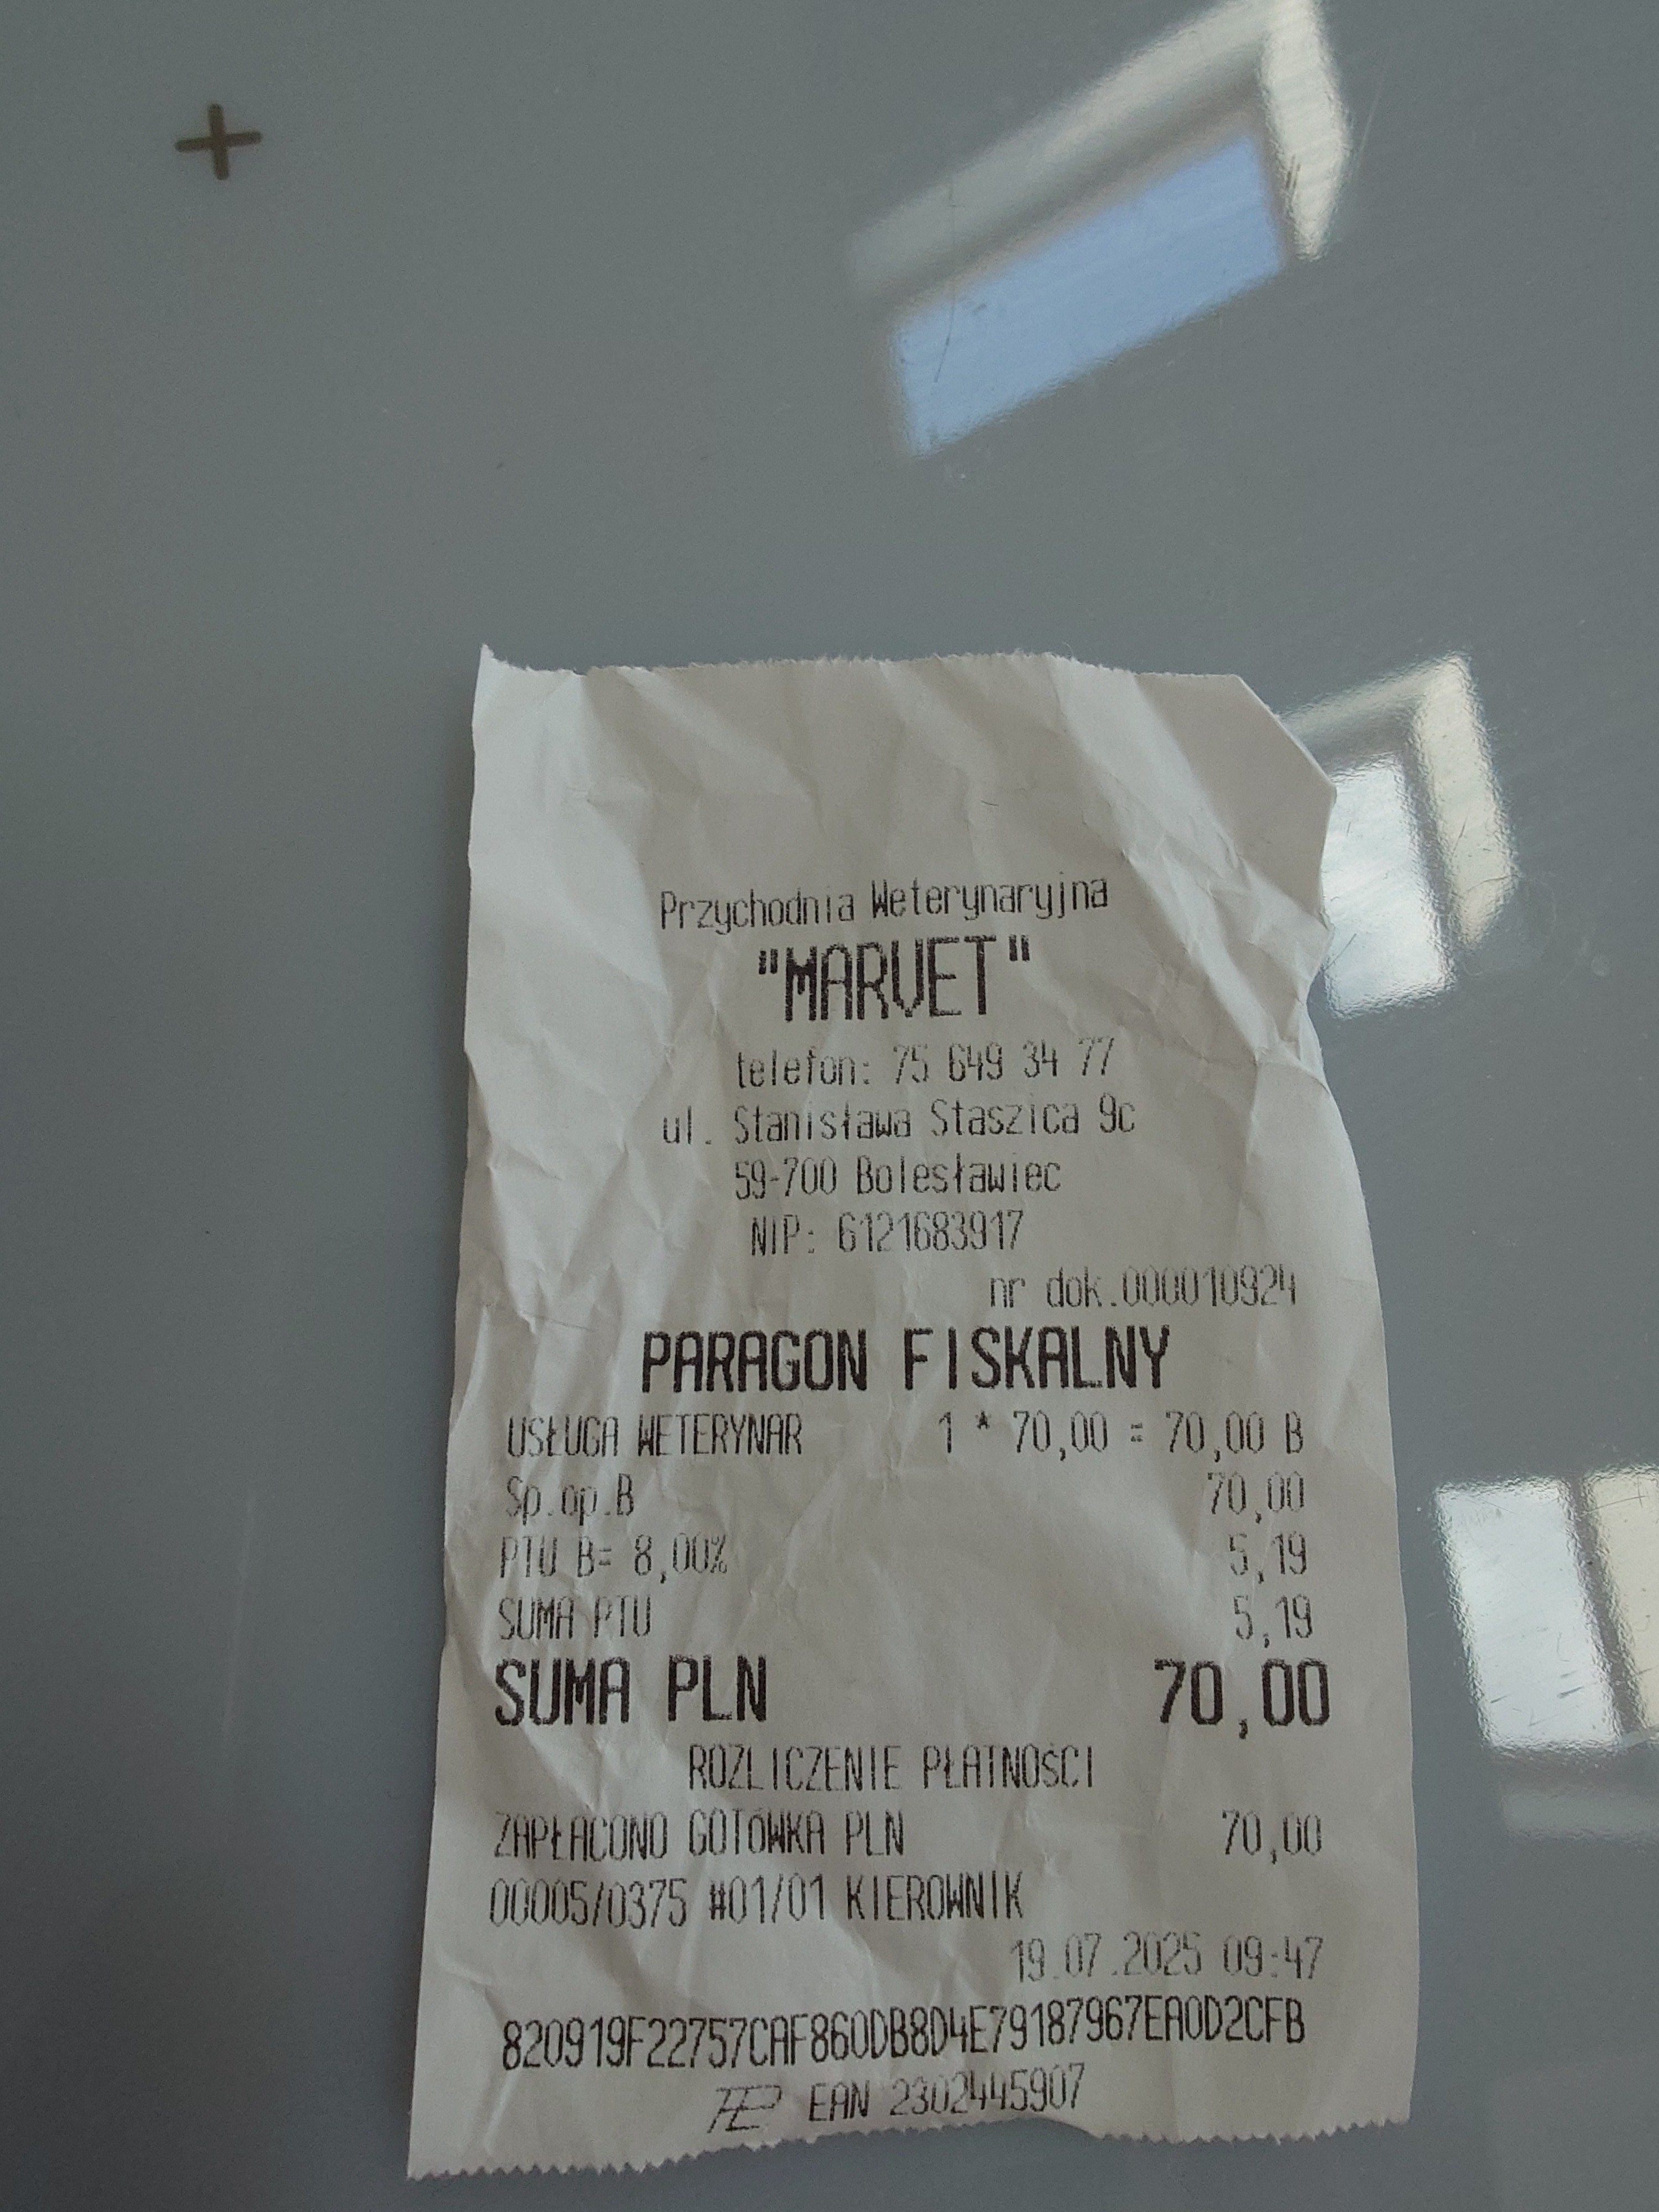 Przychodnia Weterynaryjna
"MARVET"
telefon: 75 649 34 77
ul. Stanisława Staszica 9c
59-700 Bolesławiec
NIP: 6121683917
nr dok.000010924
PARAGON FISKALNY
USŁUGA WETERYNAR 1 * 70,00 = 70,00 B
Sp.op.B 70,00
PTU B= 8,00% 5,19
SUMA PTU 5,19
SUMA PLN 70,00
ROZLICZENIE PŁATNOŚCI
ZAPŁACONO GOTÓWKA PLN 70,00
00005/0375 #01/01 KIEROWNIK
19.07.2025 09:47
820919F22757CAF860DB8D4E79187967EA0D2CFB
EAN 2302445907